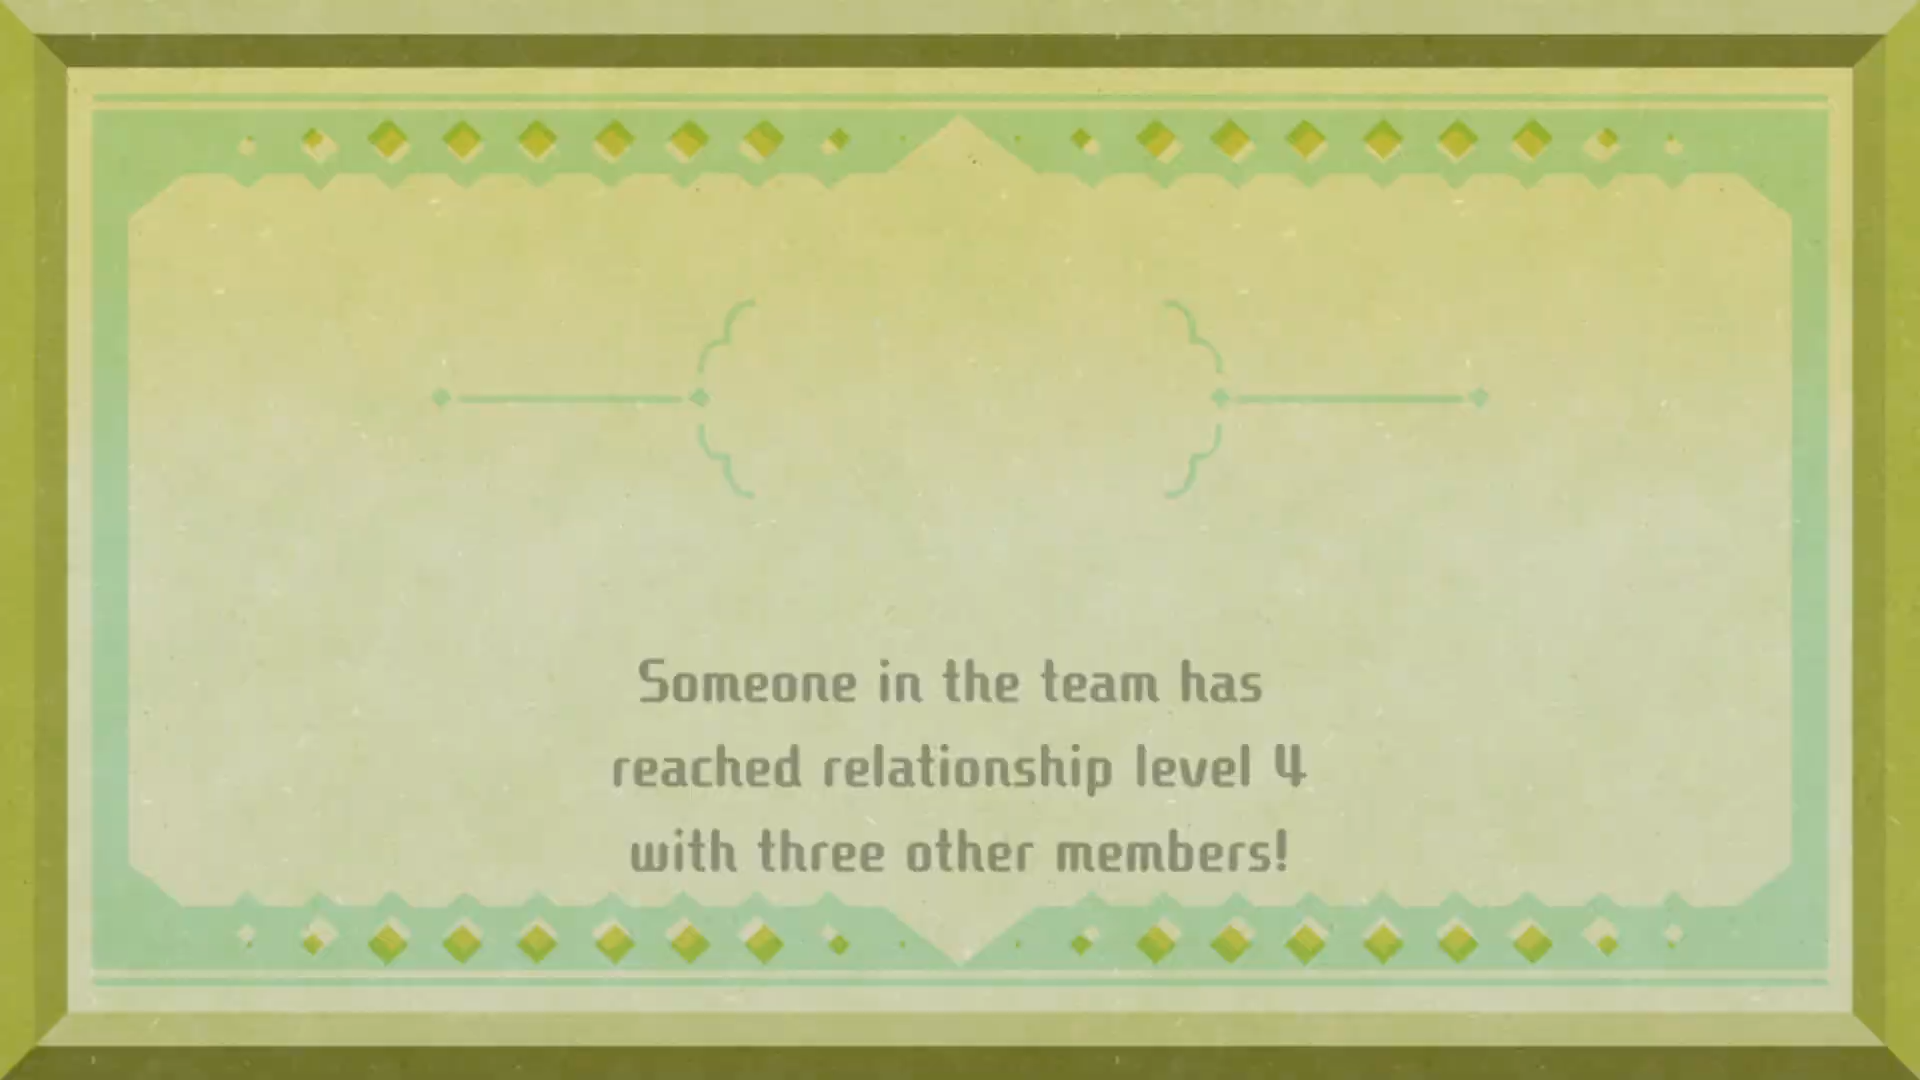 Someone in the team has
reached relationship level 4
with three other members!